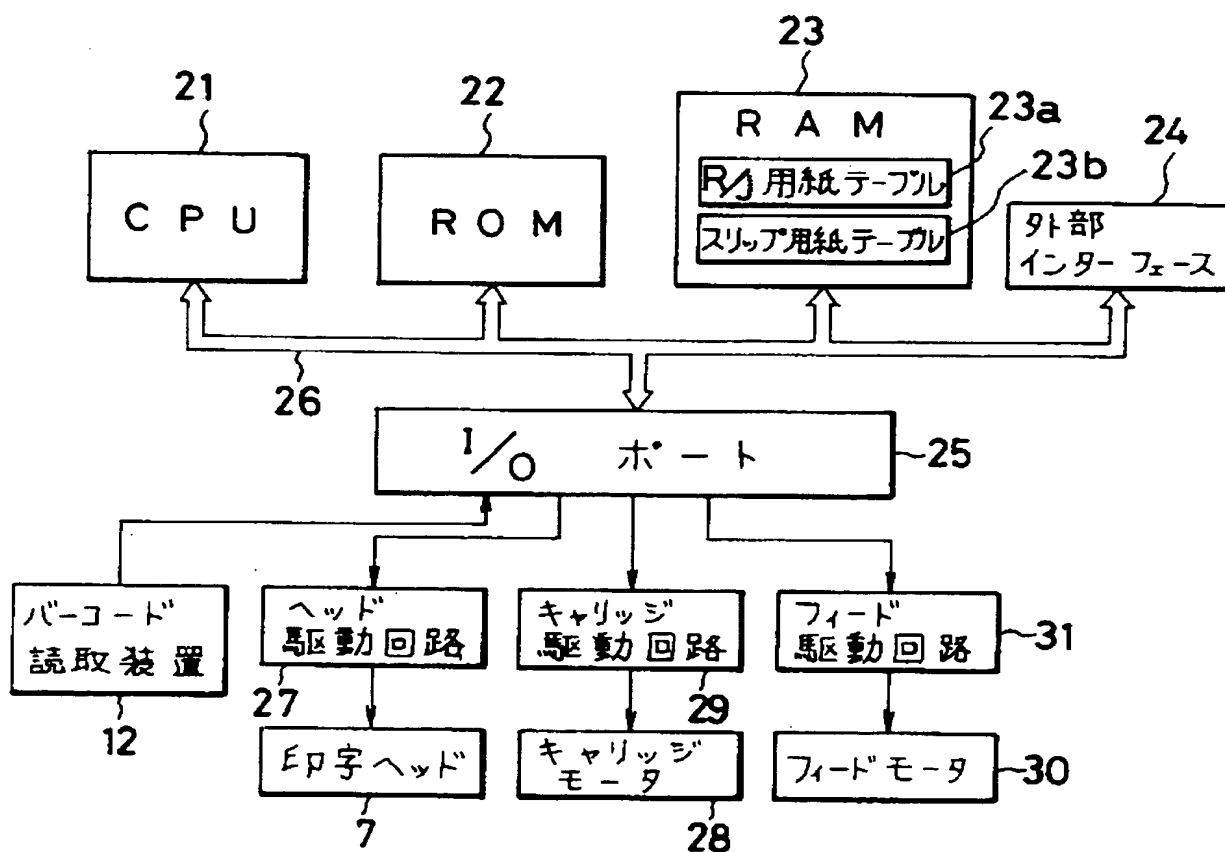 21
22
23
24
CPU
ROM
RAM
23a
R/J 用紙テーブル
23b
スリップ用紙テーブル
外部
インターフェース
26
I/O ポート
25
バーコード
読取装置
12
ヘッド
駆動回路
27
キャリッジ
駆動回路
29
フィード
駆動回路
31
印字ヘッド
7
キャリッジ
モータ
28
フィードモータ
30